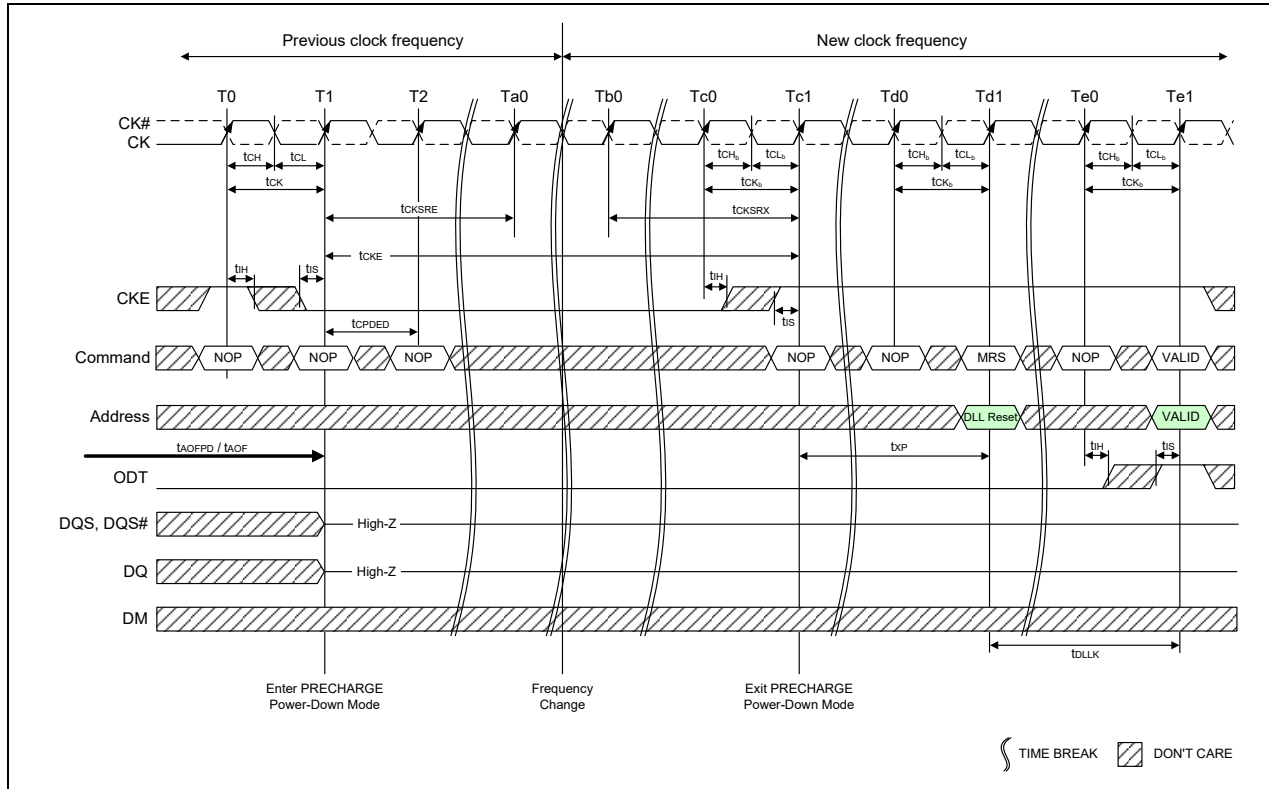 Previous clock frequency New clock frequency
T0 T1 T2 Ta0 Tb0 Tc0 Tc1 Td0 Td1 Te0 Te1
CK#
CK
tCH tCL tCHb tCLb tCHb tCLb tCHb tCLb
tCK tCKb tCKb tCKb
tCKSRE tCKSRX
tCKE
tIH tIS tIH
CKE
tIS
tCPDED
Command NOP NOP NOP NOP NOP MRS NOP VALID
Address DLL Reset VALID
tAOFPD / tAOF tXP tIH tIS
ODT
DQS, DQS# High-Z
DQ High-Z
DM
tDLLK
Enter PRECHARGE Frequency Exit PRECHARGE
Power-Down Mode Change Power-Down Mode
TIME BREAK DON'T CARE